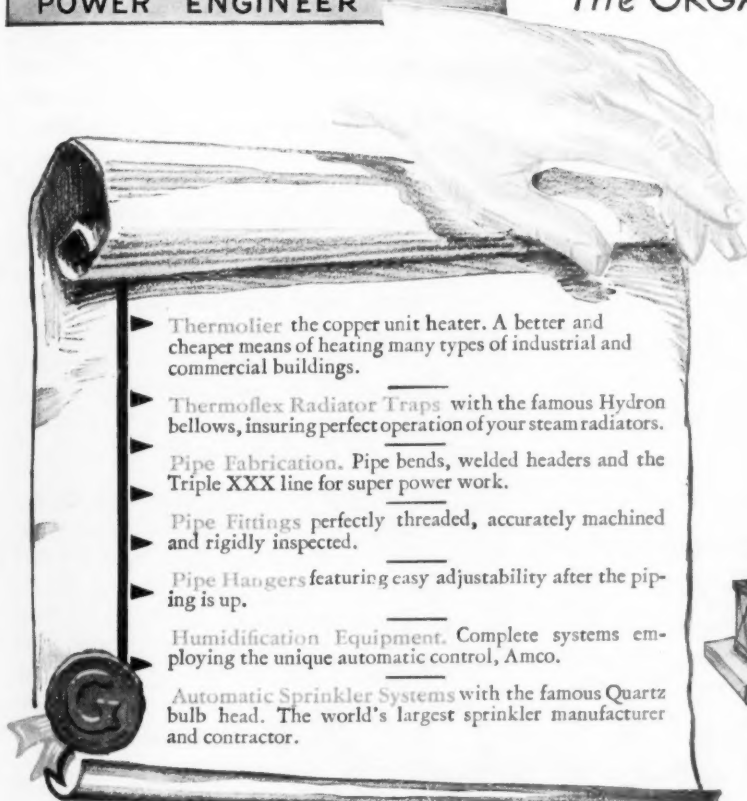 POWER ENGINEER
The
Thermolier the copper unit heater. A better and
cheaper means of heating many types of industrial and
commercial buildings.
Thermoflex Radiator Traps with the famous Hydron
bellows, insuring perfect operation of your steam radiators.
Pipe Fabrication. Pipe bends, welded headers and the
Triple XXX line for super power work.
Pipe Fittings perfectly threaded, accurately machined
and rigidly inspected.
Pipe Hangers featuring easy adjustability after the pip-
ing is up.
Humidification Equipment. Complete systems em-
ploying the unique automatic control, Amco.
Automatic Sprinkler Systems with the famous Quartz
bulb head. The world's largest sprinkler manufacturer
and contractor.
G